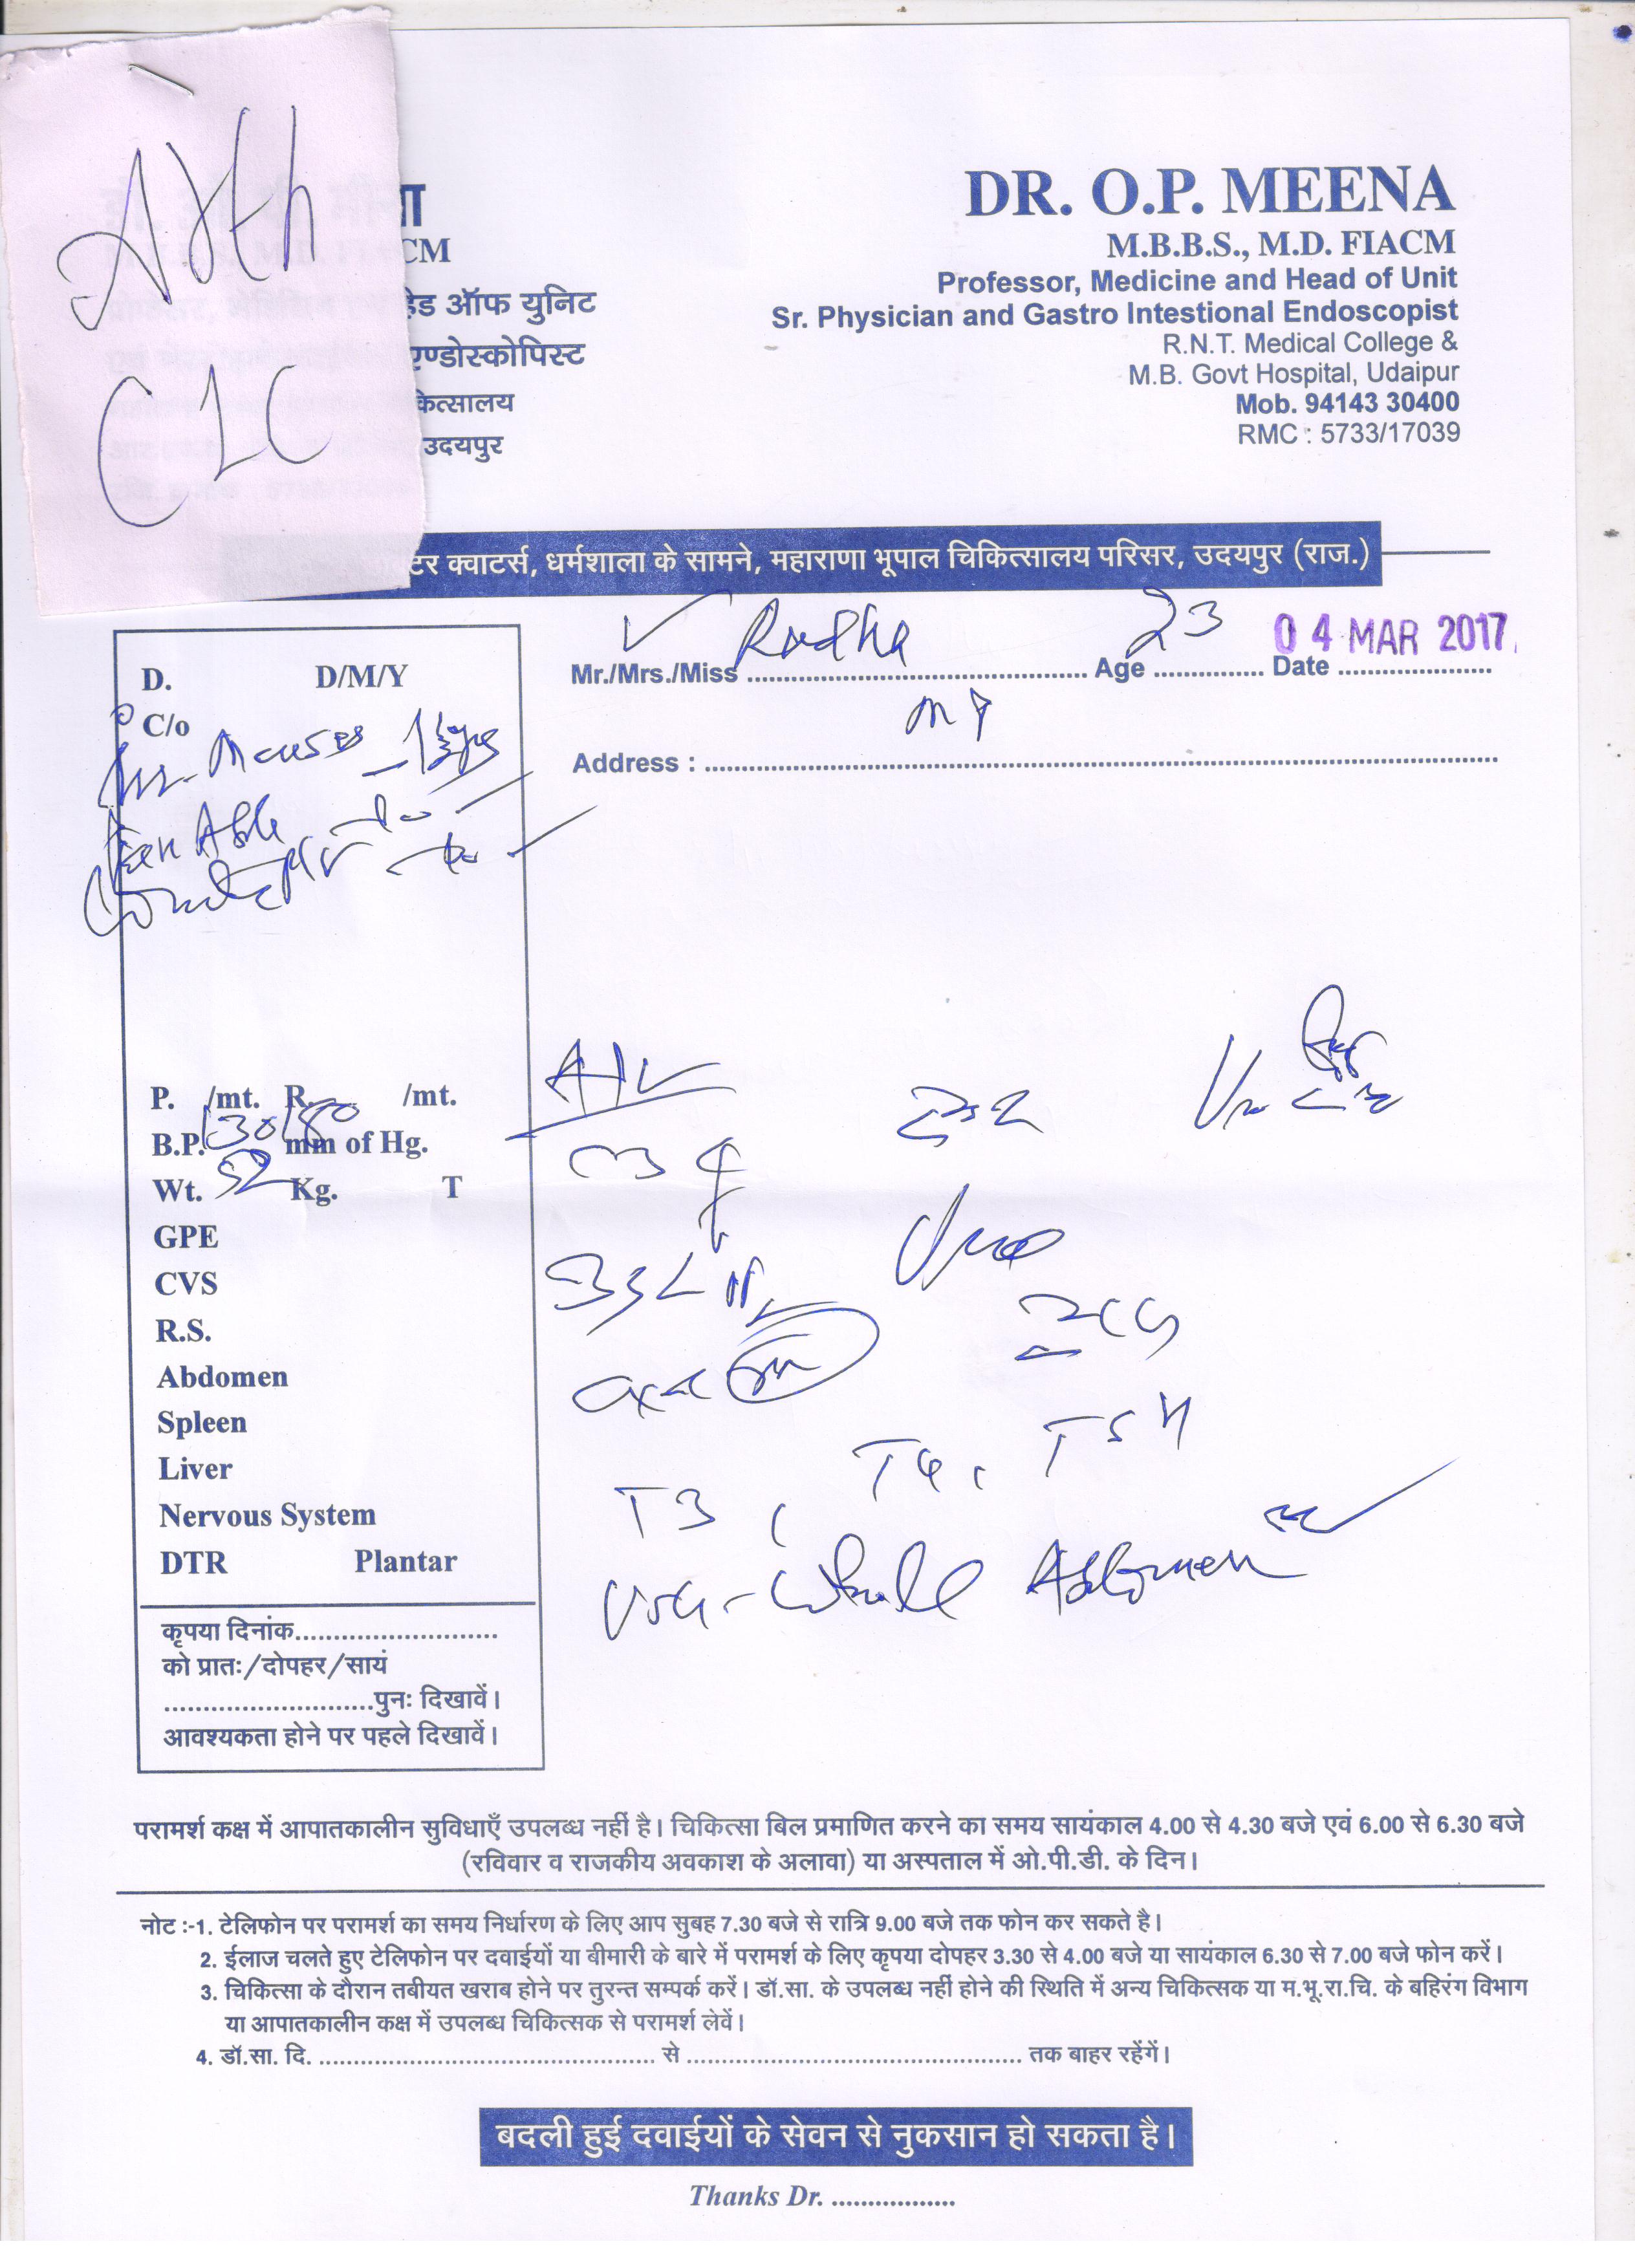 CLC
ा
CM
हेड ऑफ युनिट
एण्डोस्कोपिस्ट
कित्सालय
उदयपुर
DR. O.P. MEENA
M.B.B.S., M.D. FIACM
Professor, Medicine and Head of Unit
Sr. Physician and Gastro Intestional Endoscopist
R.N.T. Medical College &
M.B. Govt Hospital, Udaipur
Mob. 94143 30400
RMC : 5733/17039
टर क्वाटर्स, धर्मशाला के सामने, महाराणा भूपाल चिकित्सालय परिसर, उदयपुर (राज.)
Mr./Mrs./Miss Radha Age 23 Date 04 MAR 2017
Address : MP
D. D/M/Y
C/o
P. /mt. R. /mt.
B.P. 130/80 mm of Hg.
Wt. 52 Kg. T
GPE
CVS
R.S.
Abdomen
Spleen
Liver
Nervous System
DTR Plantar
ECG
T3, T4, TSH
USG - Whole Abdomen
कृपया दिनांक..........................
को प्रातः/दोपहर/सायं
...........................पुनः दिखावें।
आवश्यकता होने पर पहले दिखावें।
परामर्श कक्ष में आपातकालीन सुविधाएँ उपलब्ध नहीं है। चिकित्सा बिल प्रमाणित करने का समय सायंकाल 4.00 से 4.30 बजे एवं 6.00 से 6.30 बजे
(रविवार व राजकीय अवकाश के अलावा) या अस्पताल में ओ.पी.डी. के दिन।
नोट :-1. टेलिफोन पर परामर्श का समय निर्धारण के लिए आप सुबह 7.30 बजे से रात्रि 9.00 बजे तक फोन कर सकते है।
2. ईलाज चलते हुए टेलिफोन पर दवाईयों या बीमारी के बारे में परामर्श के लिए कृपया दोपहर 3.30 से 4.00 बजे या सायंकाल 6.30 से 7.00 बजे फोन करें।
3. चिकित्सा के दौरान तबीयत खराब होने पर तुरन्त सम्पर्क करें। डॉ.सा. के उपलब्ध नहीं होने की स्थिति में अन्य चिकित्सक या म.भू.रा.चि. के बहिरंग विभाग
या आपातकालीन कक्ष में उपलब्ध चिकित्सक से परामर्श लेवें।
4. डॉ.सा. दि. ............................................. से ............................................. तक बाहर रहेंगें।
बदली हुई दवाईयों के सेवन से नुकसान हो सकता है।
Thanks Dr. ..................